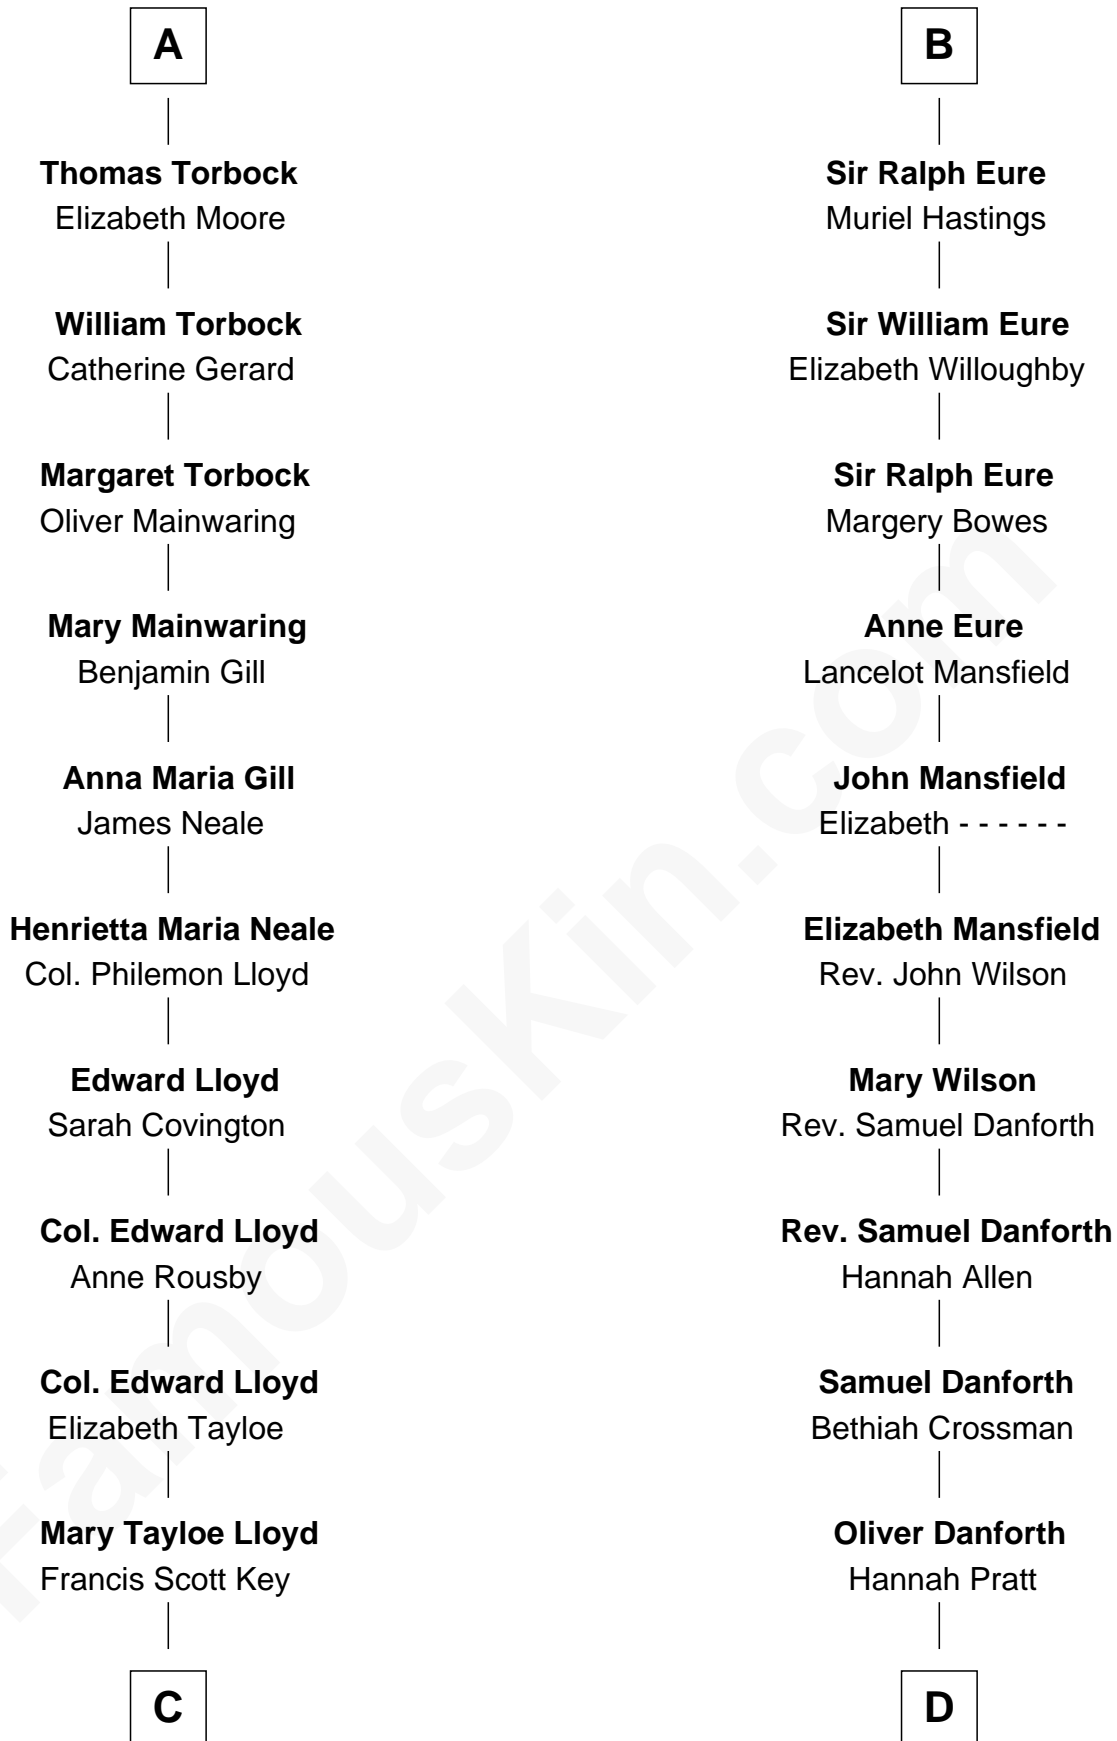 A
Thomas Torbock
Elizabeth Moore
William Torbock
Catherine Gerard
Margaret Torbock
Oliver Mainwaring
Mary Mainwaring
Benjamin Gill
Anna Maria Gill
James Neale
Henrietta Maria Neale
Col. Philemon Lloyd
Edward Lloyd
Sarah Covington
Col. Edward Lloyd
Anne Rousby
Col. Edward Lloyd
Elizabeth Tayloe
Mary Tayloe Lloyd
Francis Scott Key
C
B
Sir Ralph Eure
Muriel Hastings
Sir William Eure
Elizabeth Willoughby
Sir Ralph Eure
Margery Bowes
Anne Eure
Lancelot Mansfield
John Mansfield
Elizabeth - - - - - -
Elizabeth Mansfield
Rev. John Wilson
Mary Wilson
Rev. Samuel Danforth
Rev. Samuel Danforth
Hannah Allen
Samuel Danforth
Bethiah Crossman
Oliver Danforth
Hannah Pratt
D
FamousKin.com